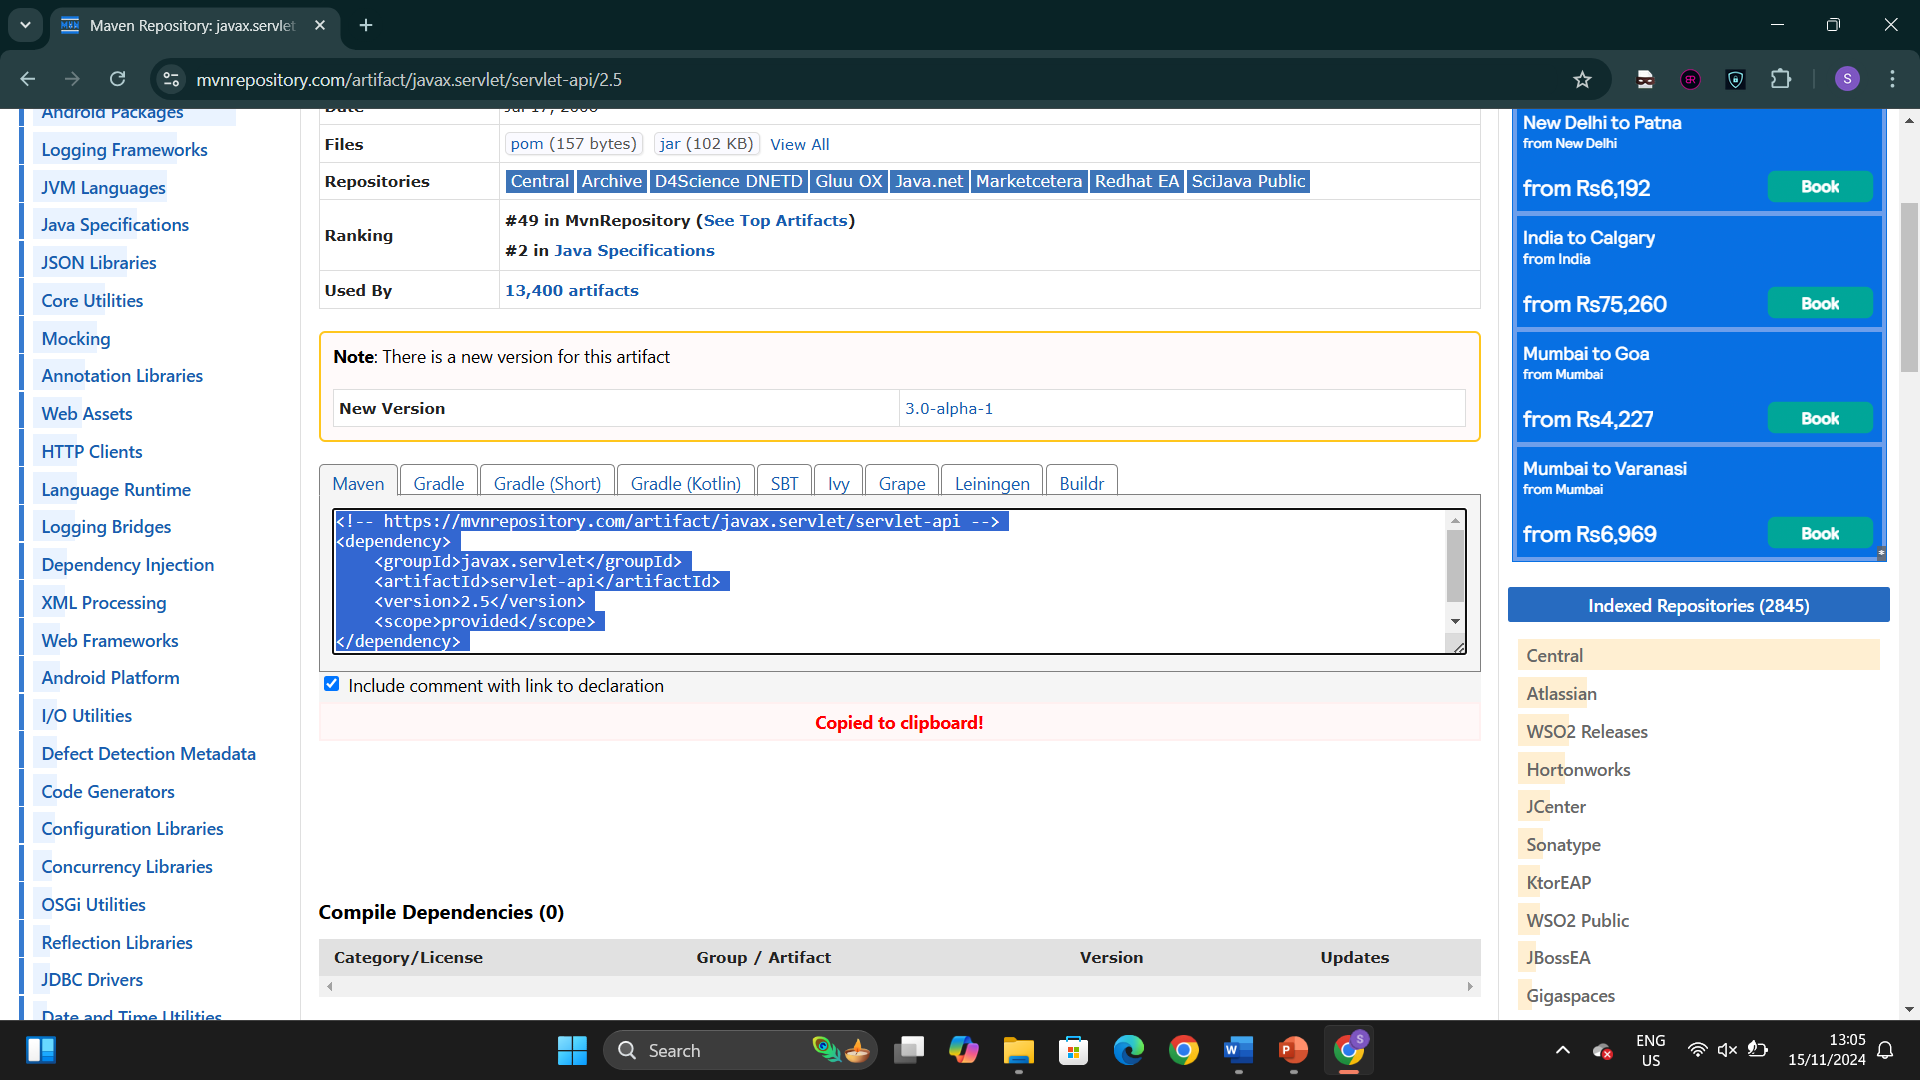 Maven Repository: javax.servlet
mvnrepository.com/artifact/javax.servlet/servlet-api/2.5
S
Android Packages
Logging Frameworks
JVM Languages
Java Specifications
JSON Libraries
Core Utilities
Mocking
Annotation Libraries
Web Assets
HTTP Clients
Language Runtime
Logging Bridges
Dependency Injection
XML Processing
Web Frameworks
Android Platform
I/O Utilities
Defect Detection Metadata
Code Generators
Configuration Libraries
Concurrency Libraries
OSGi Utilities
Reflection Libraries
JDBC Drivers
Date and Time Utilities
Date
Files pom (157 bytes) jar (102 KB) View All
Repositories Central Archive D4Science DNETD Gluu OX Java.net Marketcetera Redhat EA SciJava Public
Ranking
#49 in MvnRepository (See Top Artifacts)
#2 in Java Specifications
Used By 13,400 artifacts
Note: There is a new version for this artifact
New Version 3.0-alpha-1
Maven Gradle Gradle (Short) Gradle (Kotlin) SBT Ivy Grape Leiningen Buildr
<!-- https://mvnrepository.com/artifact/javax.servlet/servlet-api -->
<dependency>
<groupId>javax.servlet</groupId>
<artifactId>servlet-api</artifactId>
<version>2.5</version>
<scope>provided</scope>
</dependency>
Include comment with link to declaration
Copied to clipboard!
Compile Dependencies (0)
Category/License Group / Artifact Version Updates
New Delhi to Patna
from New Delhi
from Rs6,192 Book
India to Calgary
from India
from Rs75,260 Book
Mumbai to Goa
from Mumbai
from Rs4,227 Book
Mumbai to Varanasi
from Mumbai
from Rs6,969 Book
Indexed Repositories (2845)
Central
Atlassian
WSO2 Releases
Hortonworks
JCenter
Sonatype
KtorEAP
WSO2 Public
JBossEA
Gigaspaces
Search
ENG
US
13:05
15/11/2024